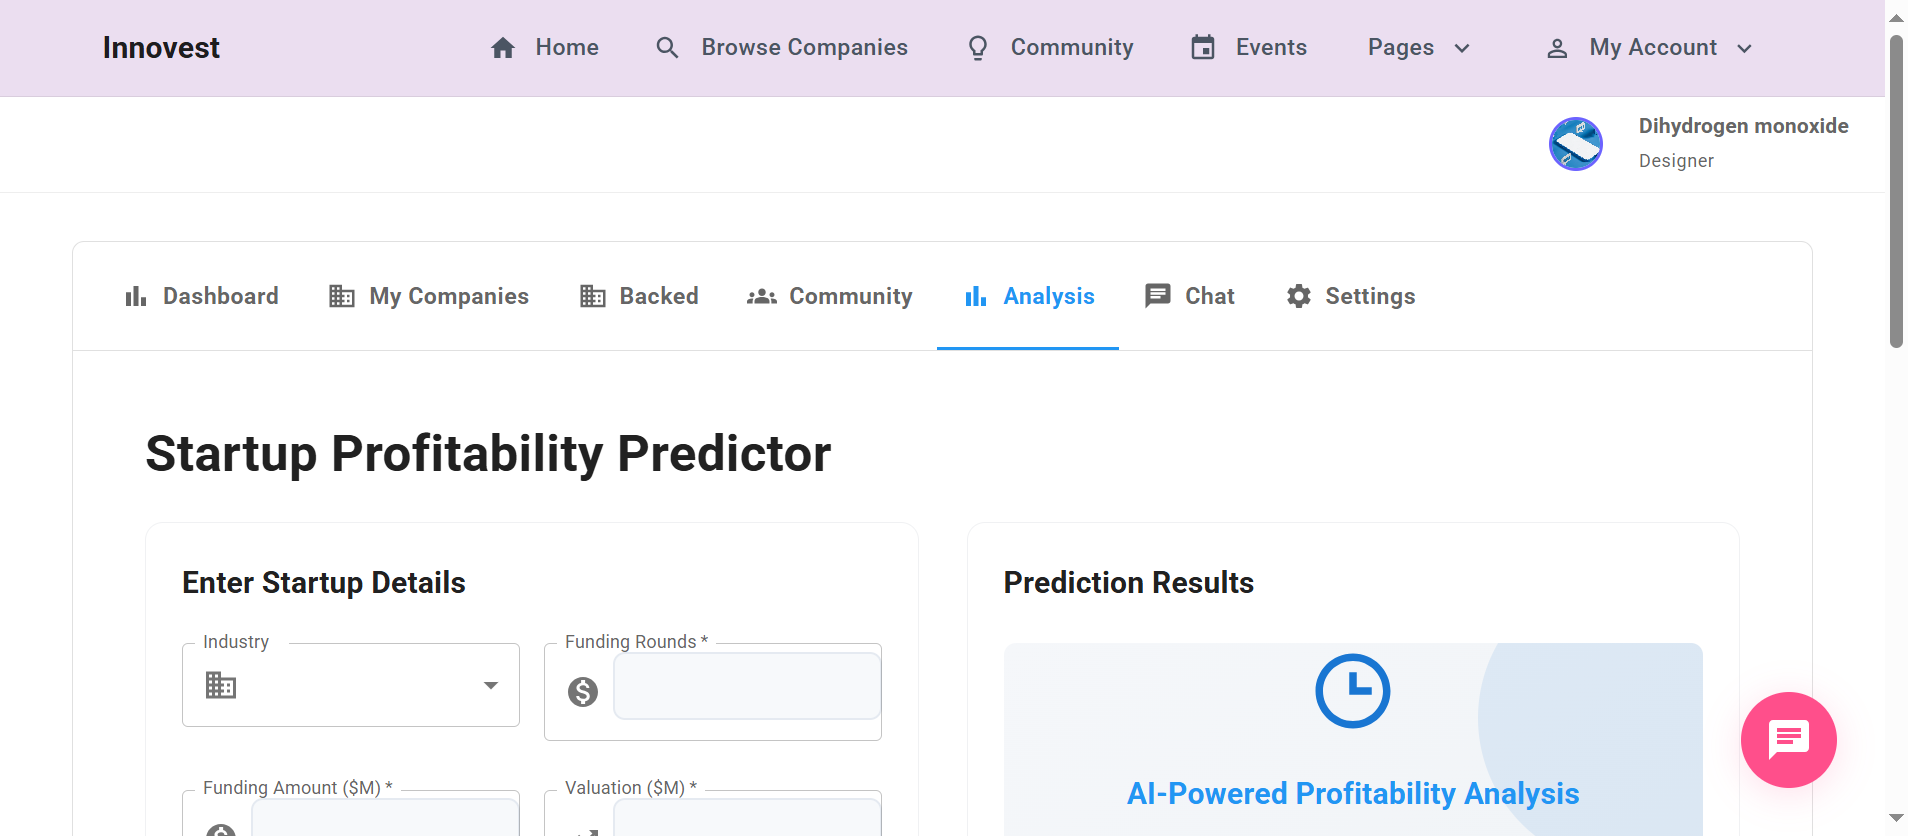 Innovest
Home
Browse Companies
Community
Events
Pages
My Account
Dihydrogen monoxide
Designer
Dashboard
My Companies
Backed
Community
Analysis
Chat
Settings
Startup Profitability Predictor
Enter Startup Details
Industry
Funding Rounds *
Funding Amount ($M) *
Valuation ($M) *
Prediction Results
AI-Powered Profitability Analysis